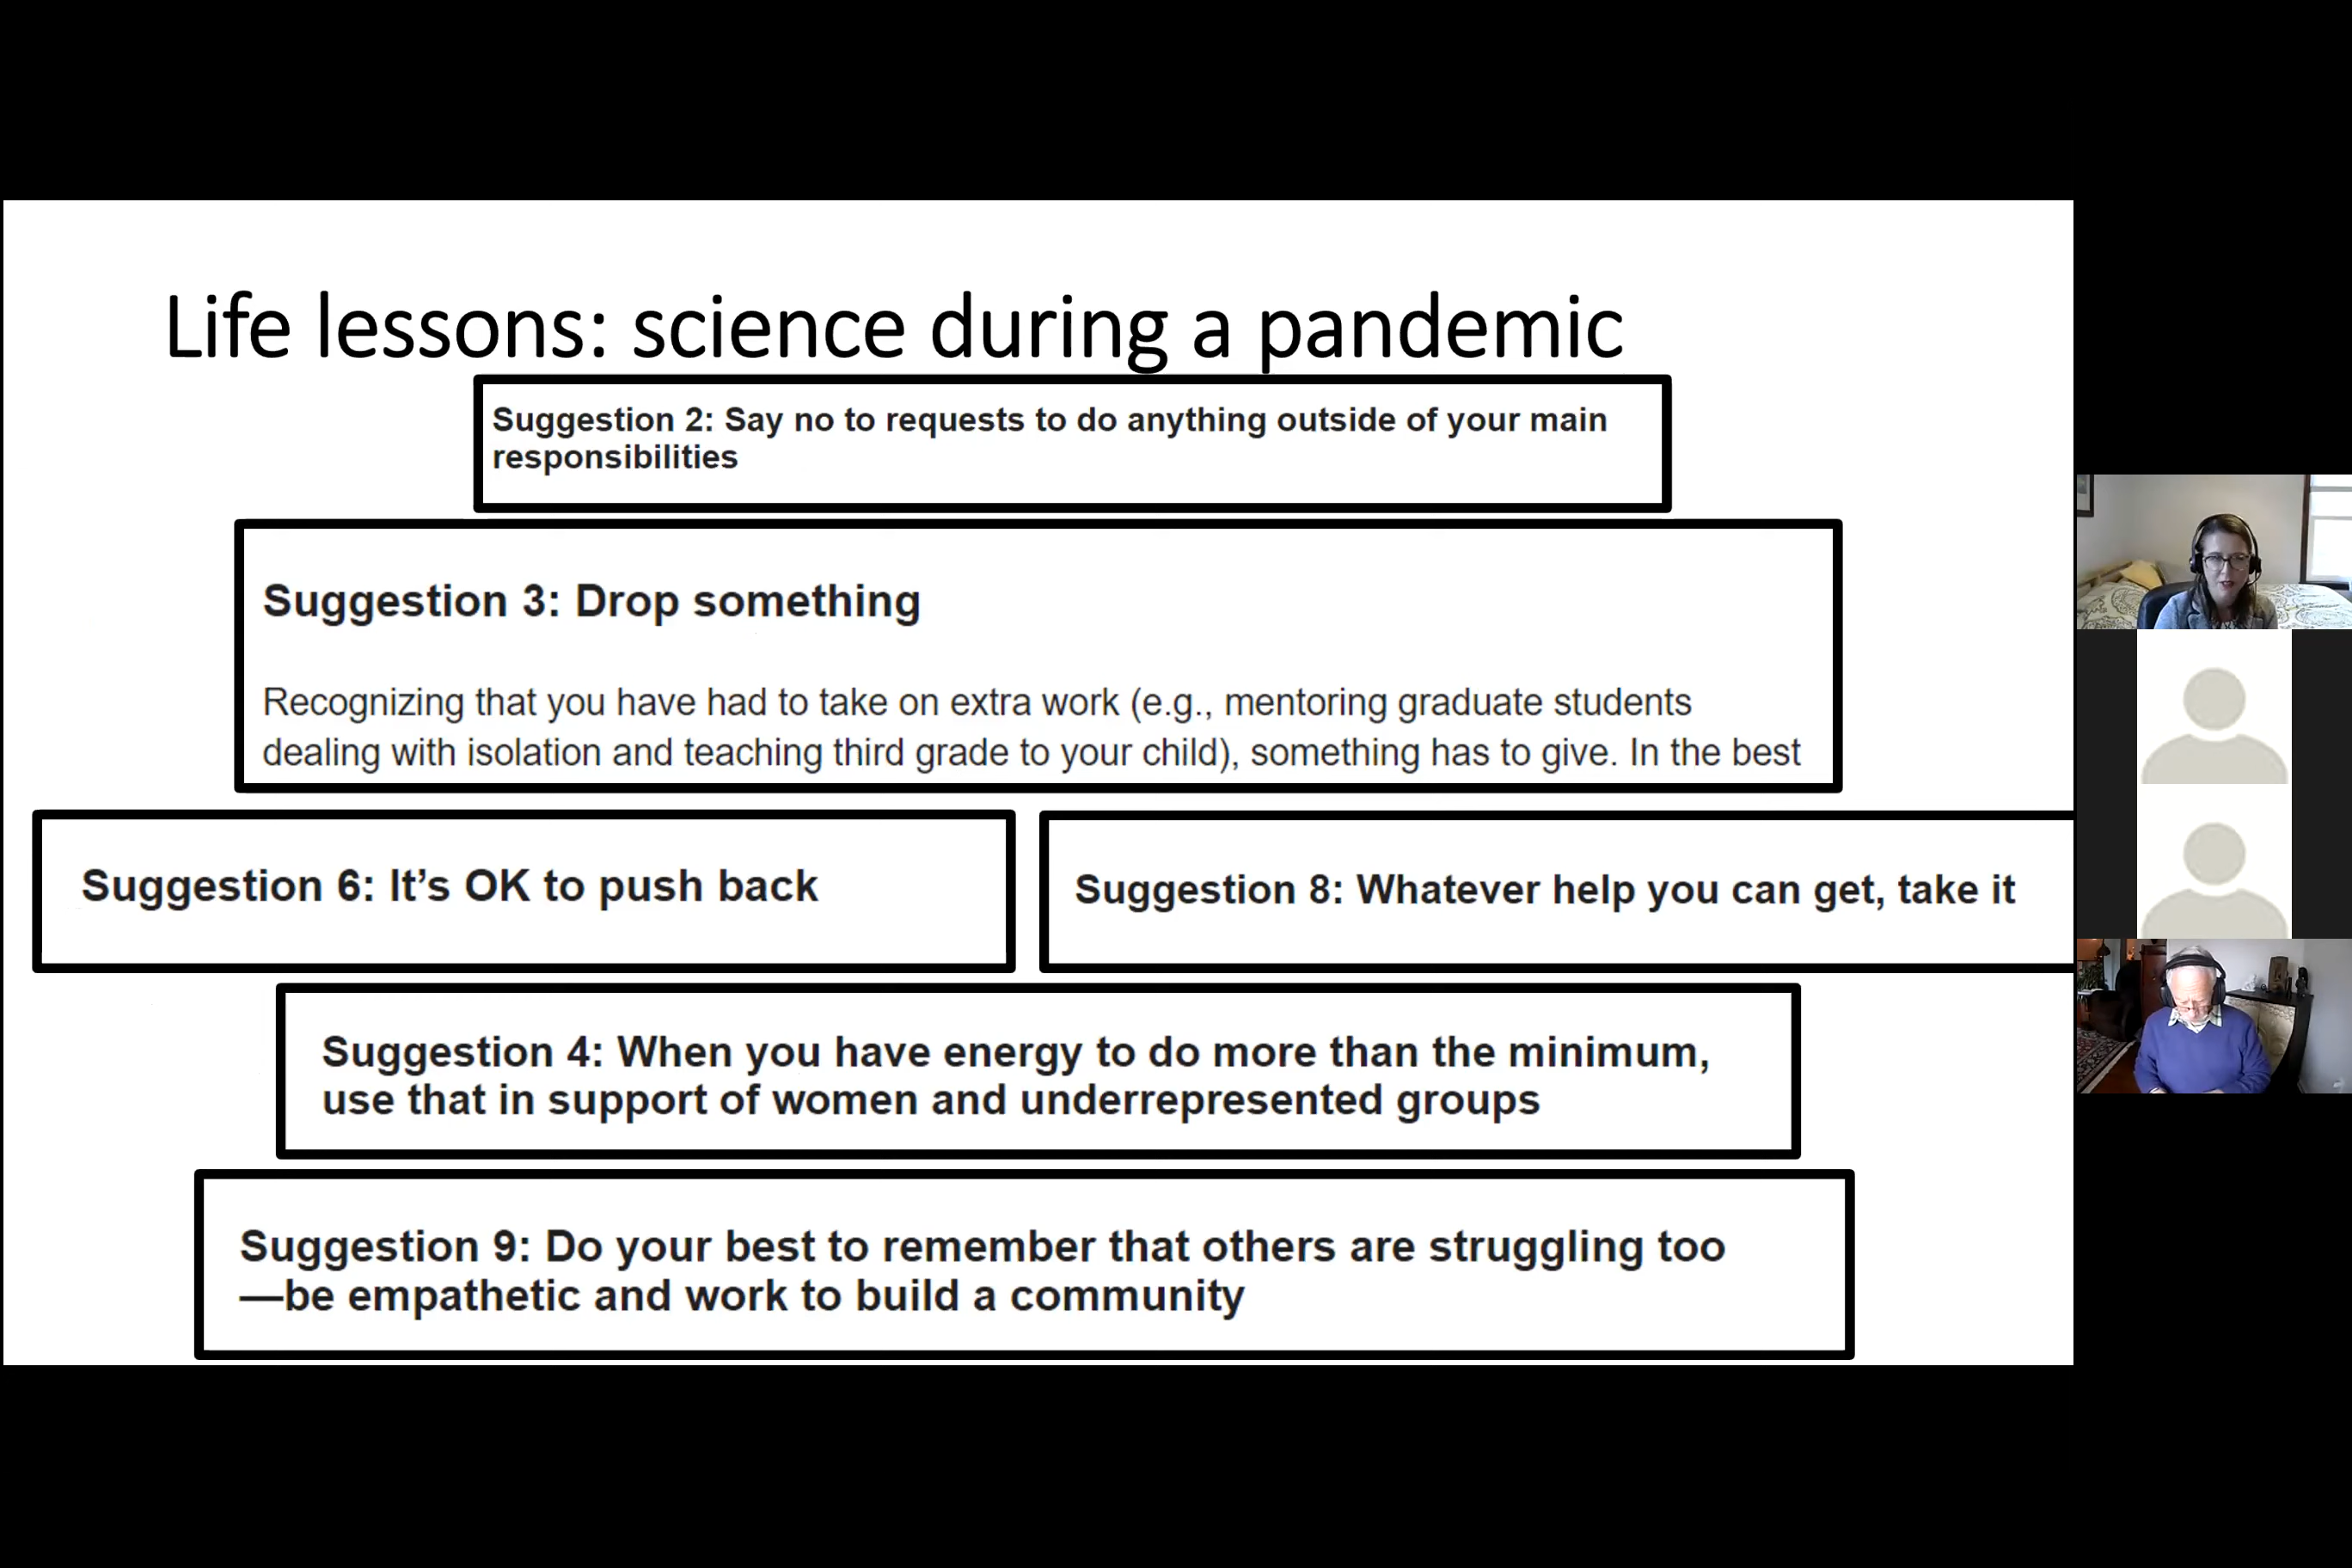 Life lessons: science during a pandemic
Suggestion 2: Say no to requests to do anything outside of your main
responsibilities
Suggestion 3: Drop something
Recognizing that you have had to take on extra work (e.g., mentoring graduate students
dealing with isolation and teaching third grade to your child), something has to give. In the best
Suggestion 6: It’s OK to push back
Suggestion 8: Whatever help you can get, take it
Suggestion 4: When you have energy to do more than the minimum,
use that in support of women and underrepresented groups
Suggestion 9: Do your best to remember that others are struggling too
—be empathetic and work to build a community